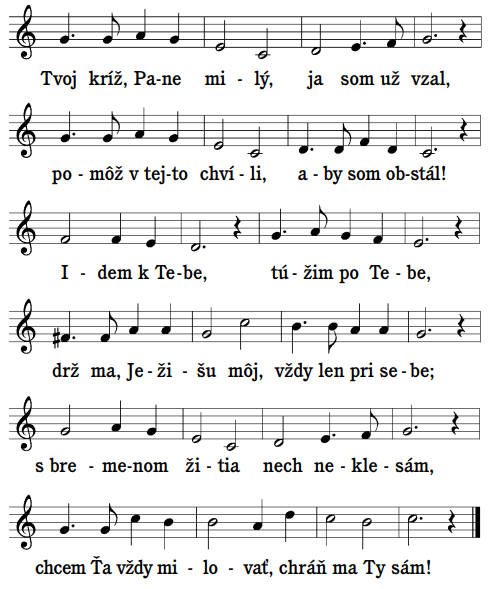 Tvoj kríž, Pa-ne mi - lý, ja som už vzal,
po - môž v tej-to chví - li, a - by som ob-stál!
I - dem k Te-be, tú - žim po Te - be,
drž ma, Je - ži - šu môj, vždy len pri se - be;
s bre - me-nom ži - tia nech ne - kle - sám,
chcem Ťa vždy mi - lo - vať, chráň ma Ty sám!